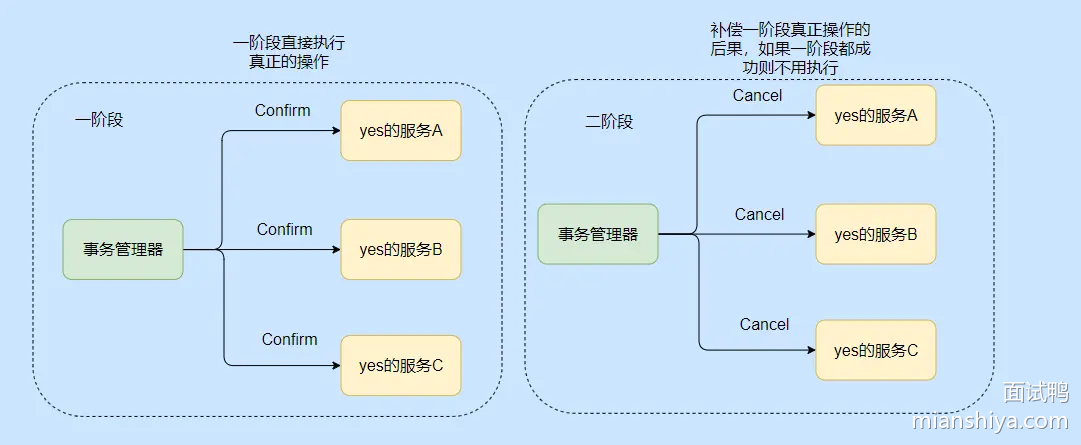 一阶段直接执行
真正的操作
一阶段
Confirm
yes的服务A
事务管理器
Confirm
yes的服务B
Confirm
yes的服务C
补偿一阶段真正操作的
后果，如果一阶段都成
功则不用执行
二阶段
Cancel
yes的服务A
事务管理器
Cancel
yes的服务B
Cancel
yes的服务C
面试鸭
mianshiya.com